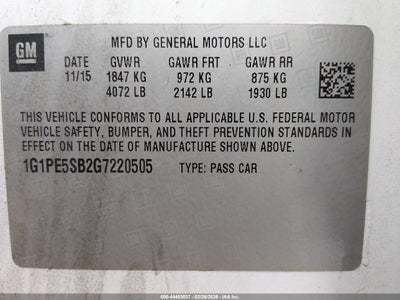 GM
MFD BY GENERAL MOTORS LLC
DATE GVWR GAWR FRT GAWR RR
11/15 1847 KG 972 KG 875 KG
4072 LB 2142 LB 1930 LB
THIS VEHICLE CONFORMS TO ALL APPLICABLE U.S. FEDERAL MOTOR
VEHICLE SAFETY, BUMPER, AND THEFT PREVENTION STANDARDS IN
EFFECT ON THE DATE OF MANUFACTURE SHOWN ABOVE.
1G1PE5SB2G7220505 TYPE: PASS CAR